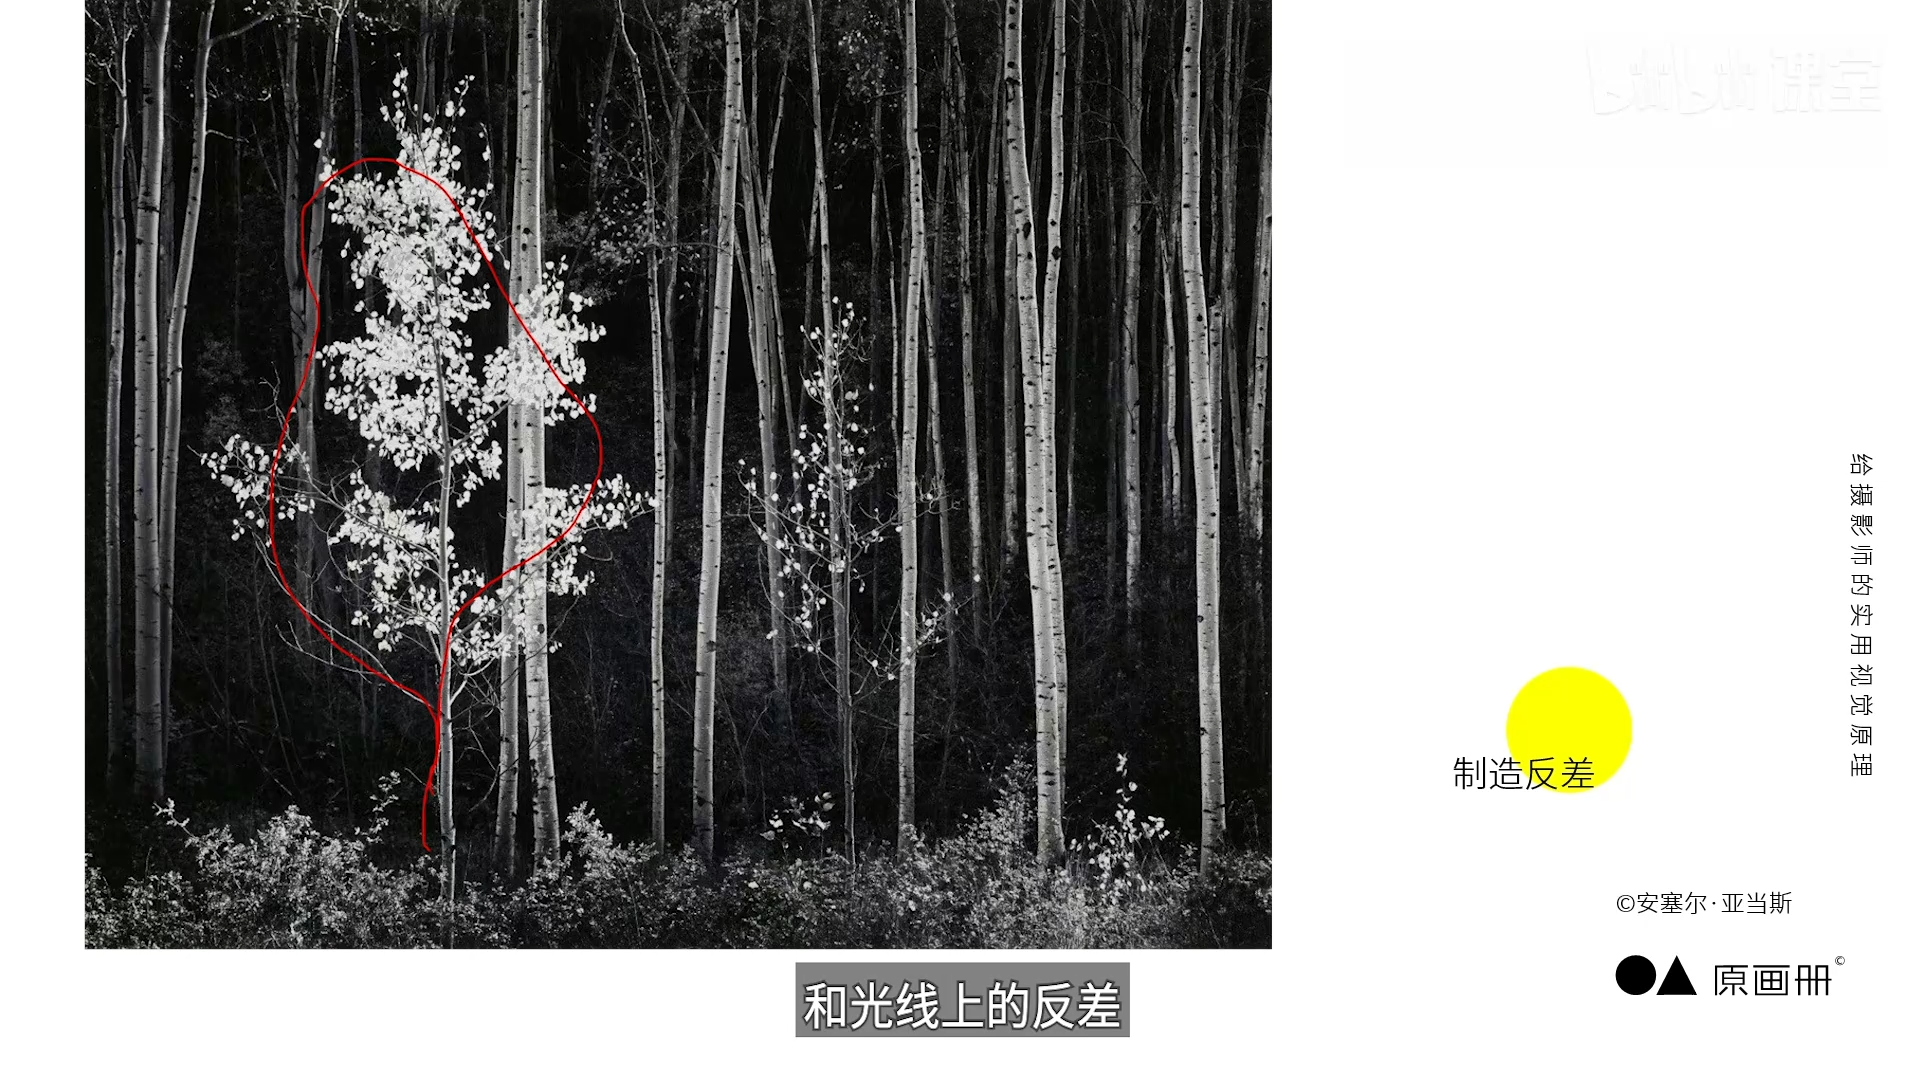 bilibili 课堂
给摄影师的实用视觉原理
制造反差
©安塞尔·亚当斯
原画册©
和光线上的反差